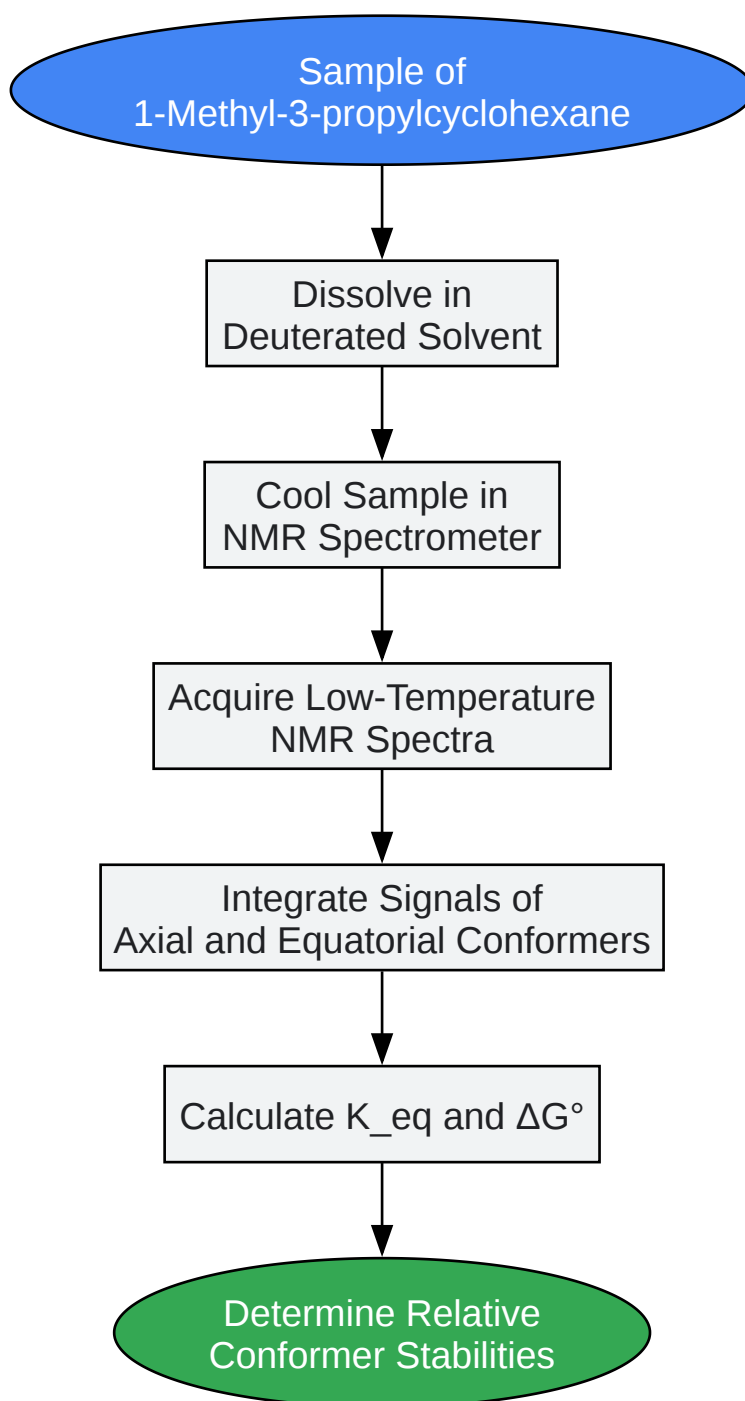 Sample of
1-Methyl-3-propylcyclohexane
Dissolve in
Deuterated Solvent
Cool Sample in
NMR Spectrometer
Acquire Low-Temperature
NMR Spectra
Integrate Signals of
Axial and Equatorial Conformers
Calculate K_eq and ΔG°
Determine Relative
Conformer Stabilities